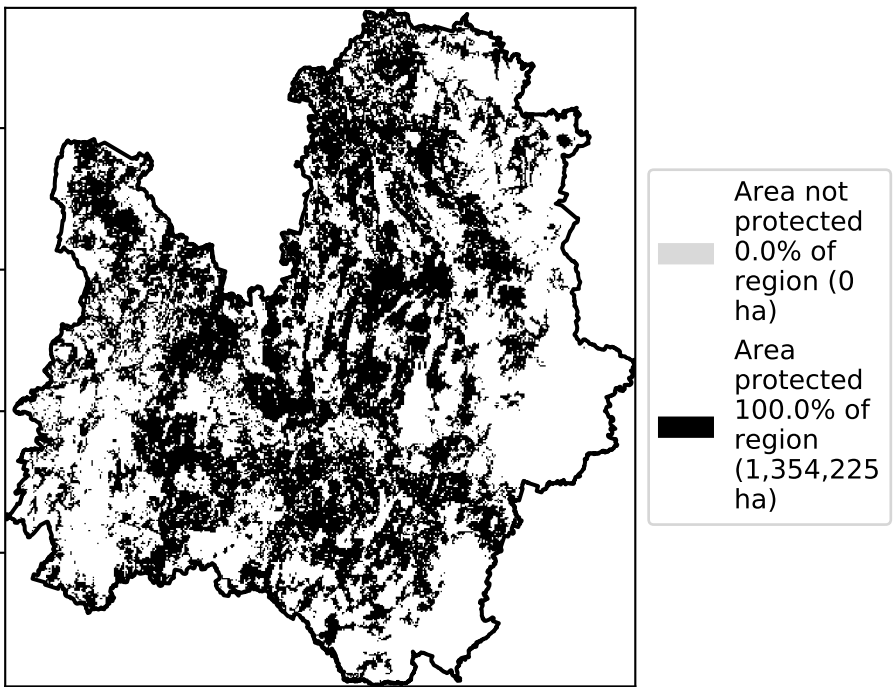 Area not
protected
0.0% of
region (0
ha)
Area
protected
100.0% of
region
(1,354,225
ha)